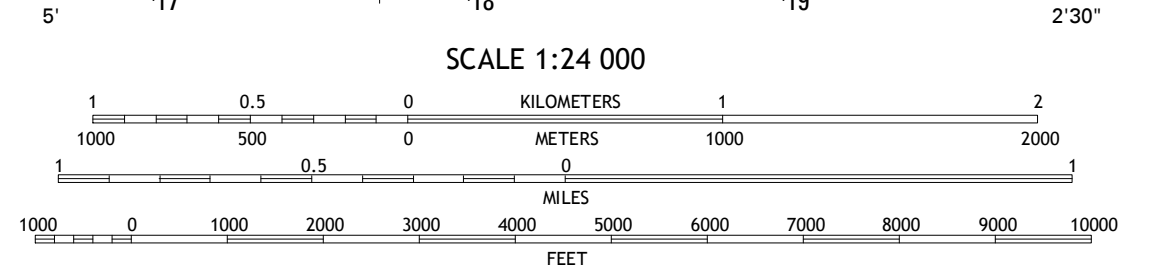 '17 '18 '19
5' 2'30"
SCALE 1:24 000
1 0.5 0 KILOMETERS 1 2
1000 500 0 METERS 1000 2000
1 0.5 0 1
MILES
1000 0 1000 2000 3000 4000 5000 6000 7000 8000 9000 10000
FEET